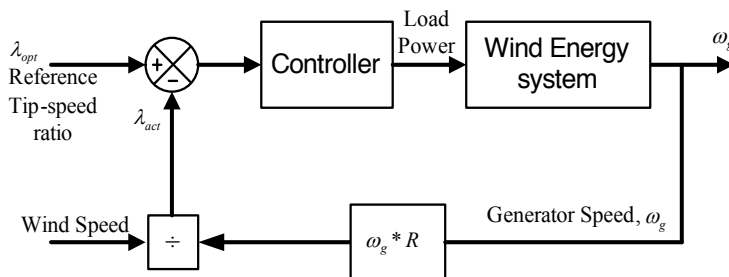 λopt
Reference
Tip-speed
ratio
+
-
λact
Controller
Load
Power
Wind Energy
system
ωg
Wind Speed
÷
ωg * R
Generator Speed, ωg